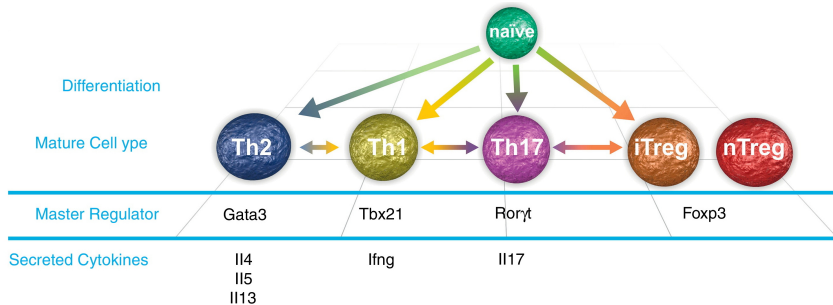 naïve
Differentiation
Mature Cell ype
Th2 Th1 Th17 iTreg nTreg
Master Regulator Gata3 Tbx21 Rorγt Foxp3
Secreted Cytokines Il4 Ifng Il17
Il5
Il13